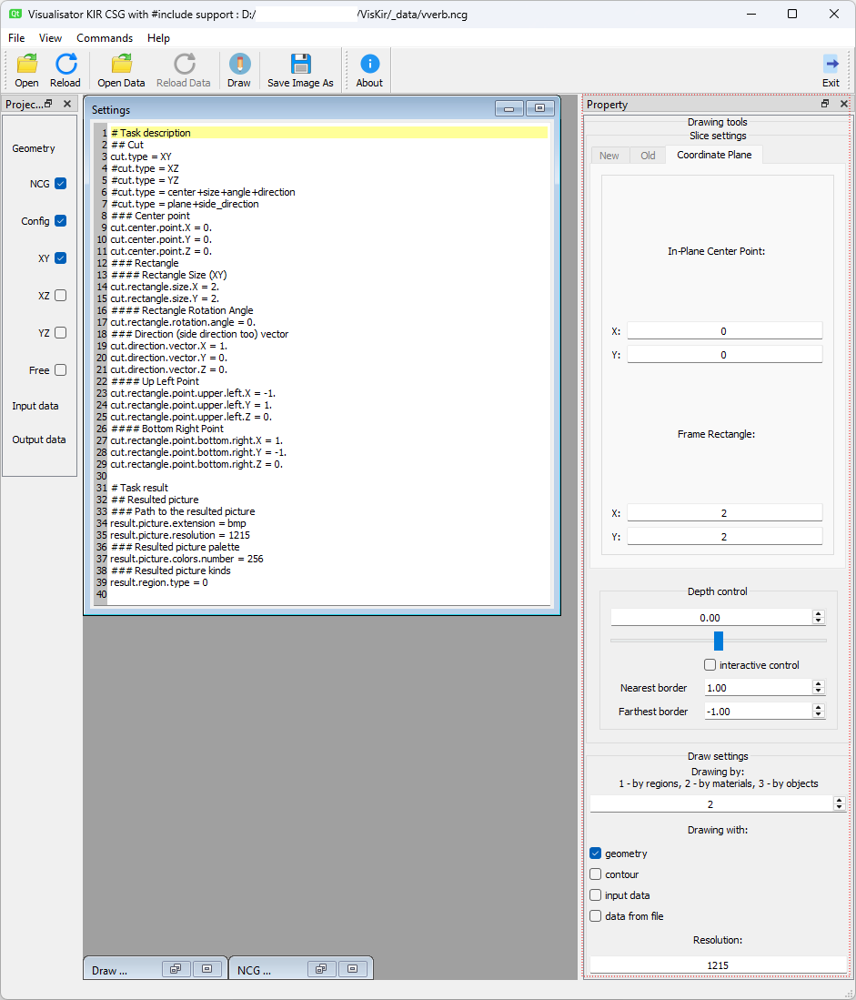 Visualisator KIR CSG with #include support : D:/ /VisKir/_data/vverb.ncg
File View Commands Help
Open Reload Open Data Reload Data Draw Save Image As About Exit
Projec...
Geometry
NCG
Config
XY
XZ
YZ
Free
Input data
Output data
Settings
1 # Task description
2 ## Cut
3 cut.type = XY
4 #cut.type = XZ
5 #cut.type = YZ
6 #cut.type = center+size+angle+direction
7 #cut.type = plane+side_direction
8 ### Center point
9 cut.center.point.X = 0.
10 cut.center.point.Y = 0.
11 cut.center.point.Z = 0.
12 ### Rectangle
13 #### Rectangle Size (XY)
14 cut.rectangle.size.X = 2.
15 cut.rectangle.size.Y = 2.
16 #### Rectangle Rotation Angle
17 cut.rectangle.rotation.angle = 0.
18 ### Direction (side direction too) vector
19 cut.direction.vector.X = 1.
20 cut.direction.vector.Y = 0.
21 cut.direction.vector.Z = 0.
22 #### Up Left Point
23 cut.rectangle.point.upper.left.X = -1.
24 cut.rectangle.point.upper.left.Y = 1.
25 cut.rectangle.point.upper.left.Z = 0.
26 #### Bottom Right Point
27 cut.rectangle.point.bottom.right.X = 1.
28 cut.rectangle.point.bottom.right.Y = -1.
29 cut.rectangle.point.bottom.right.Z = 0.
30
31 # Task result
32 ## Resulted picture
33 ### Path to the resulted picture
34 result.picture.extension = bmp
35 result.picture.resolution = 1215
36 ### Resulted picture palette
37 result.picture.colors.number = 256
38 ### Resulted picture kinds
39 result.region.type = 0
40
Draw ...
NCG ...
Property
Drawing tools
Slice settings
New Old Coordinate Plane
In-Plane Center Point:
X: 0
Y: 0
Frame Rectangle:
X: 2
Y: 2
Depth control
0.00
interactive control
Nearest border 1.00
Farthest border -1.00
Draw settings
Drawing by:
1 - by regions, 2 - by materials, 3 - by objects
2
Drawing with:
geometry
contour
input data
data from file
Resolution:
1215